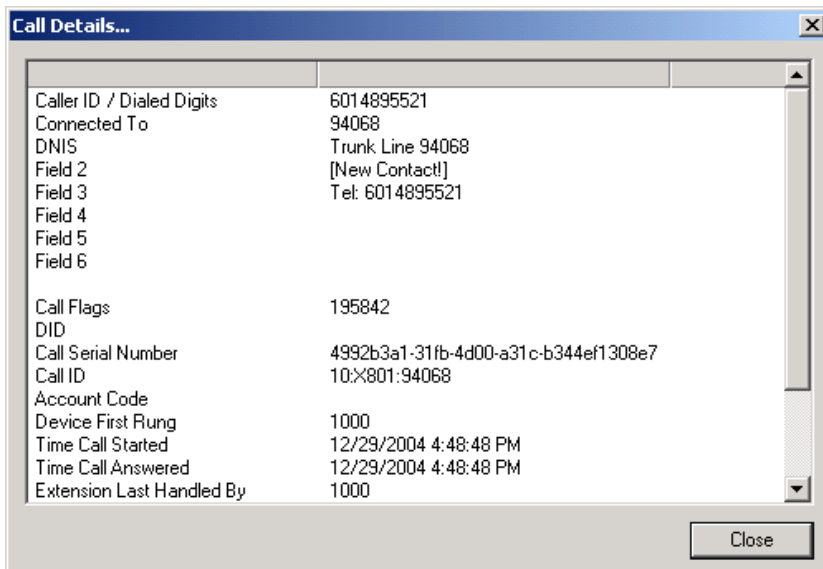 Call Details...
Caller ID / Dialed Digits 6014895521
Connected To 94068
DNIS Trunk Line 94068
Field 2 [New Contact!]
Field 3 Tel: 6014895521
Field 4
Field 5
Field 6
Call Flags 195842
DID
Call Serial Number 4992b3a1-31fb-4d00-a31c-b344ef1308e7
Call ID 10:X801:94068
Account Code
Device First Rung 1000
Time Call Started 12/29/2004 4:48:48 PM
Time Call Answered 12/29/2004 4:48:48 PM
Extension Last Handled By 1000
Close